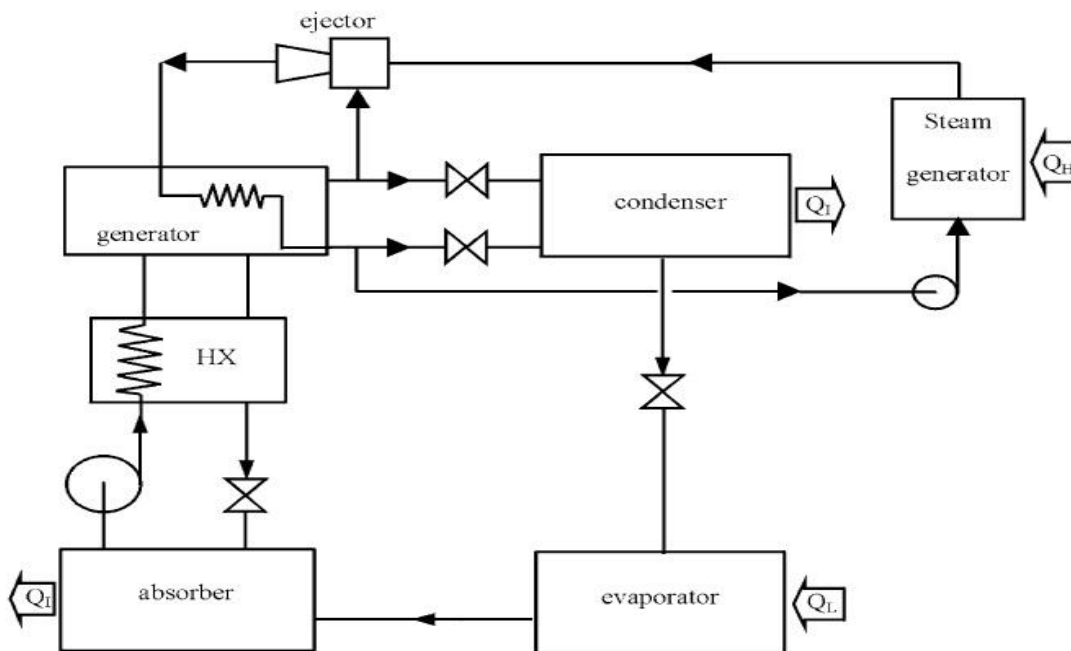 ejector
Steam
generator
Q_H
condenser
Q_I
generator
HX
absorber
Q_I
evaporator
Q_L